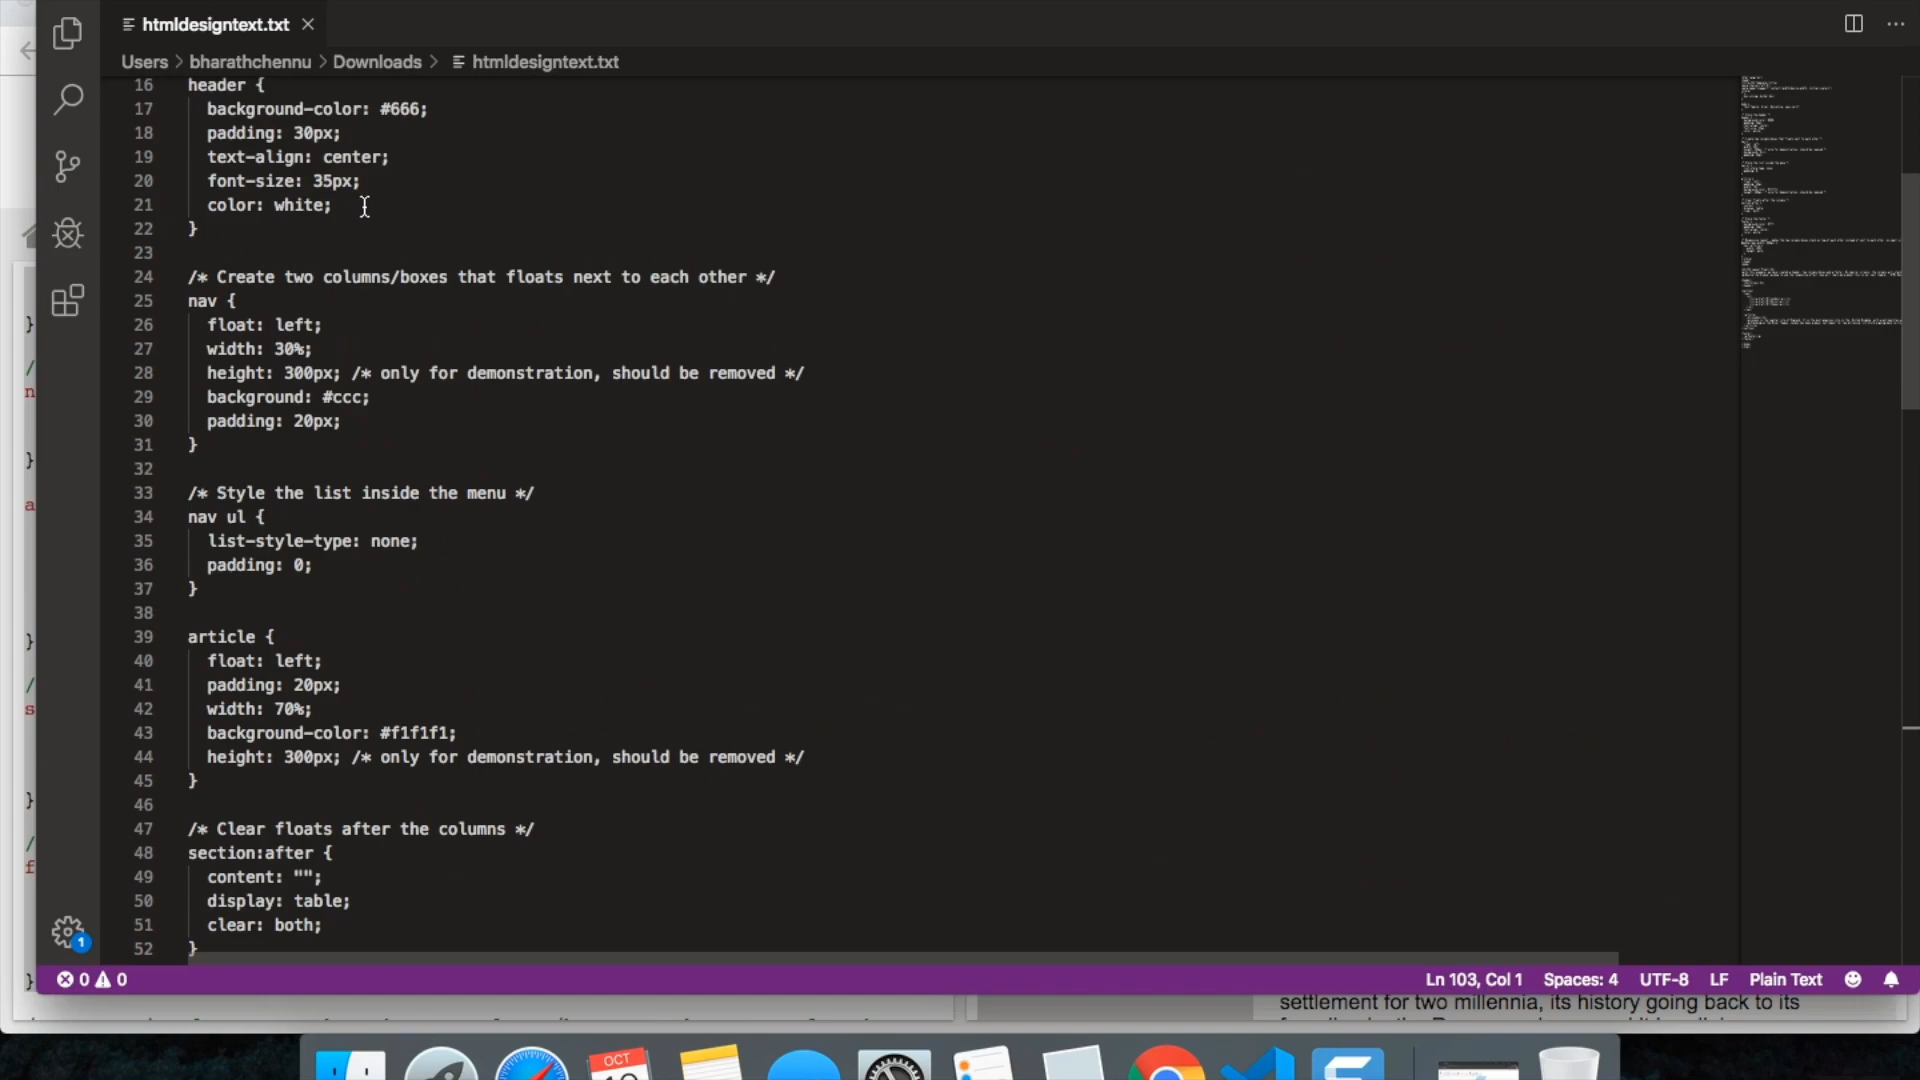 htmldesigntext.txt
Users > bharathchennu > Downloads > htmldesigntext.txt
16 header {
17 background-color: #666;
18 padding: 30px;
19 text-align: center;
20 font-size: 35px;
21 color: white;
22 }
23
24 /* Create two columns/boxes that floats next to each other */
25 nav {
26 float: left;
27 width: 30%;
28 height: 300px; /* only for demonstration, should be removed */
29 background: #ccc;
30 padding: 20px;
31 }
32
33 /* Style the list inside the menu */
34 nav ul {
35 list-style-type: none;
36 padding: 0;
37 }
38
39 article {
40 float: left;
41 padding: 20px;
42 width: 70%;
43 background-color: #f1f1f1;
44 height: 300px; /* only for demonstration, should be removed */
45 }
46
47 /* Clear floats after the columns */
48 section:after {
49 content: "";
50 display: table;
51 clear: both;
52 }
1
0 0
Ln 103, Col 1 Spaces: 4 UTF-8 LF Plain Text
settlement for two millennia, its history going back to its
OCT